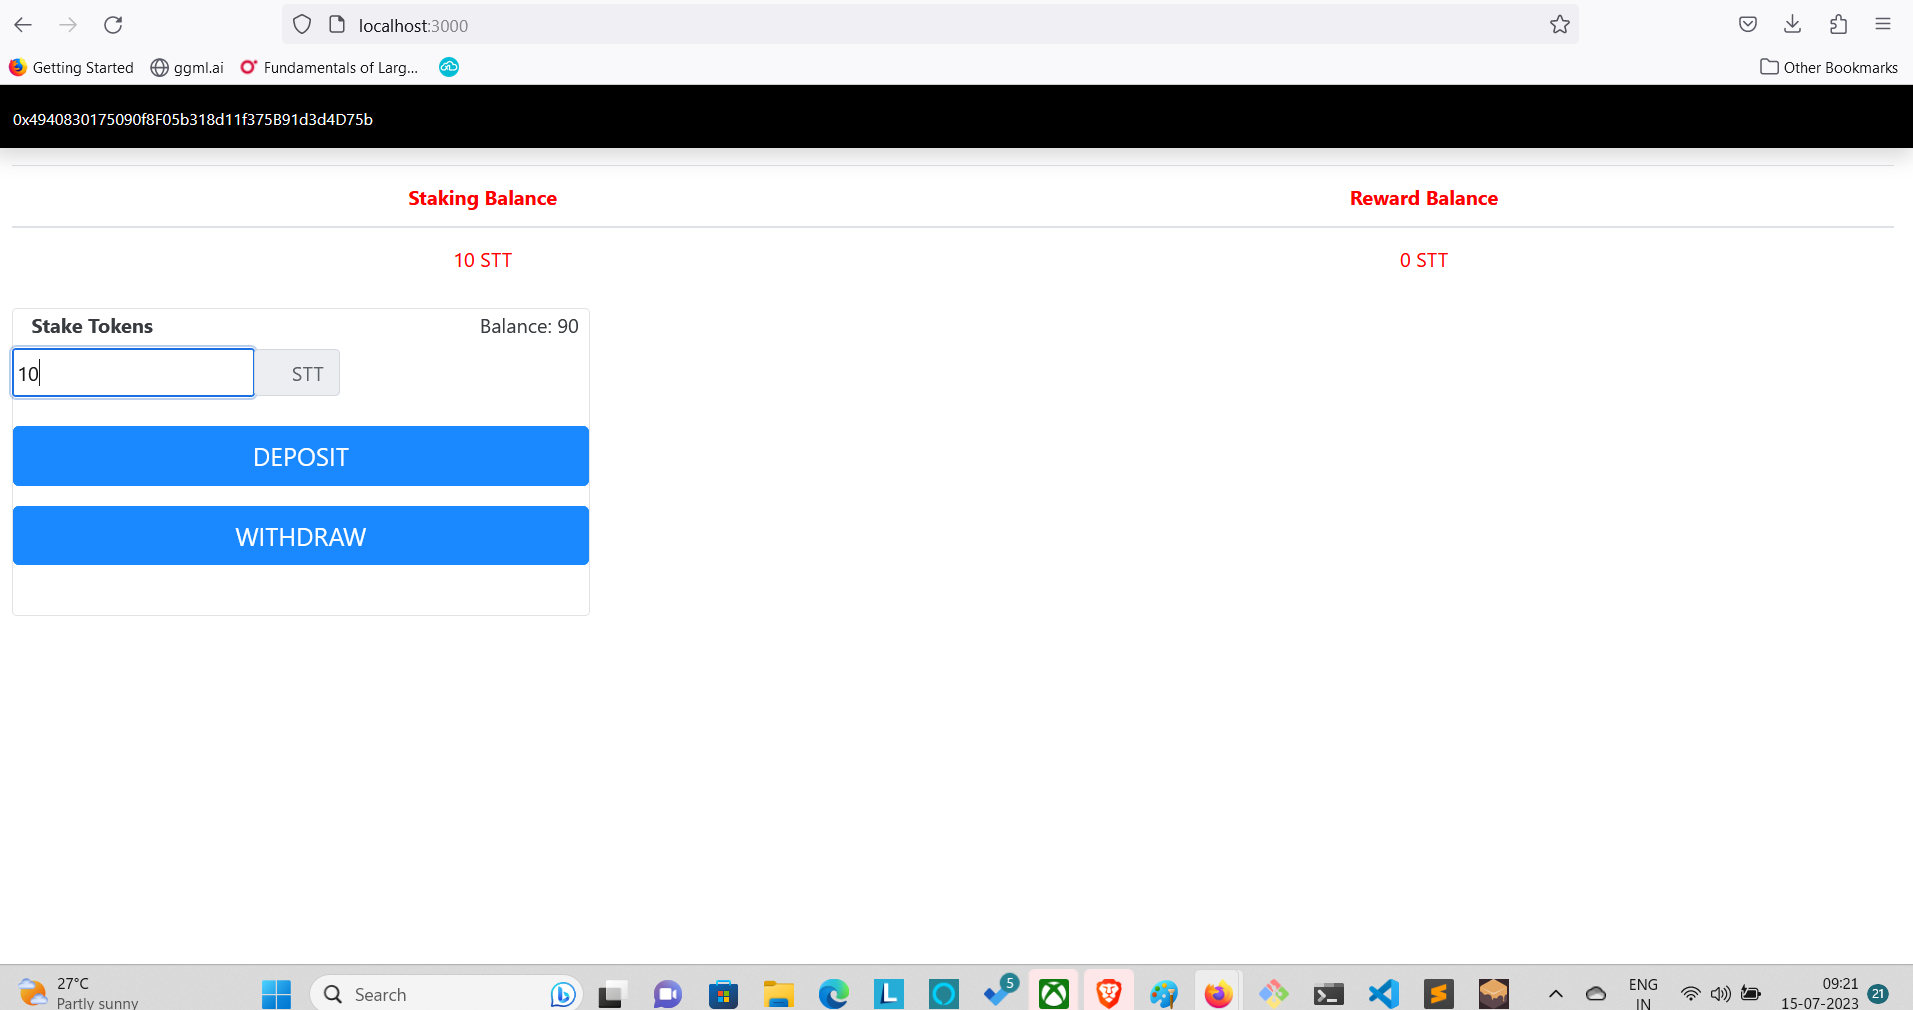 localhost:3000
Getting Started ggml.ai Fundamentals of Larg... Other Bookmarks
0x4940830175090f8F05b318d11f375B91d3d4D75b
Staking Balance Reward Balance
10 STT 0 STT
Stake Tokens Balance: 90
10 STT
DEPOSIT
WITHDRAW
27°C
Partly sunny
Search
5
L
ENG
IN
09:21
15-07-2023
21